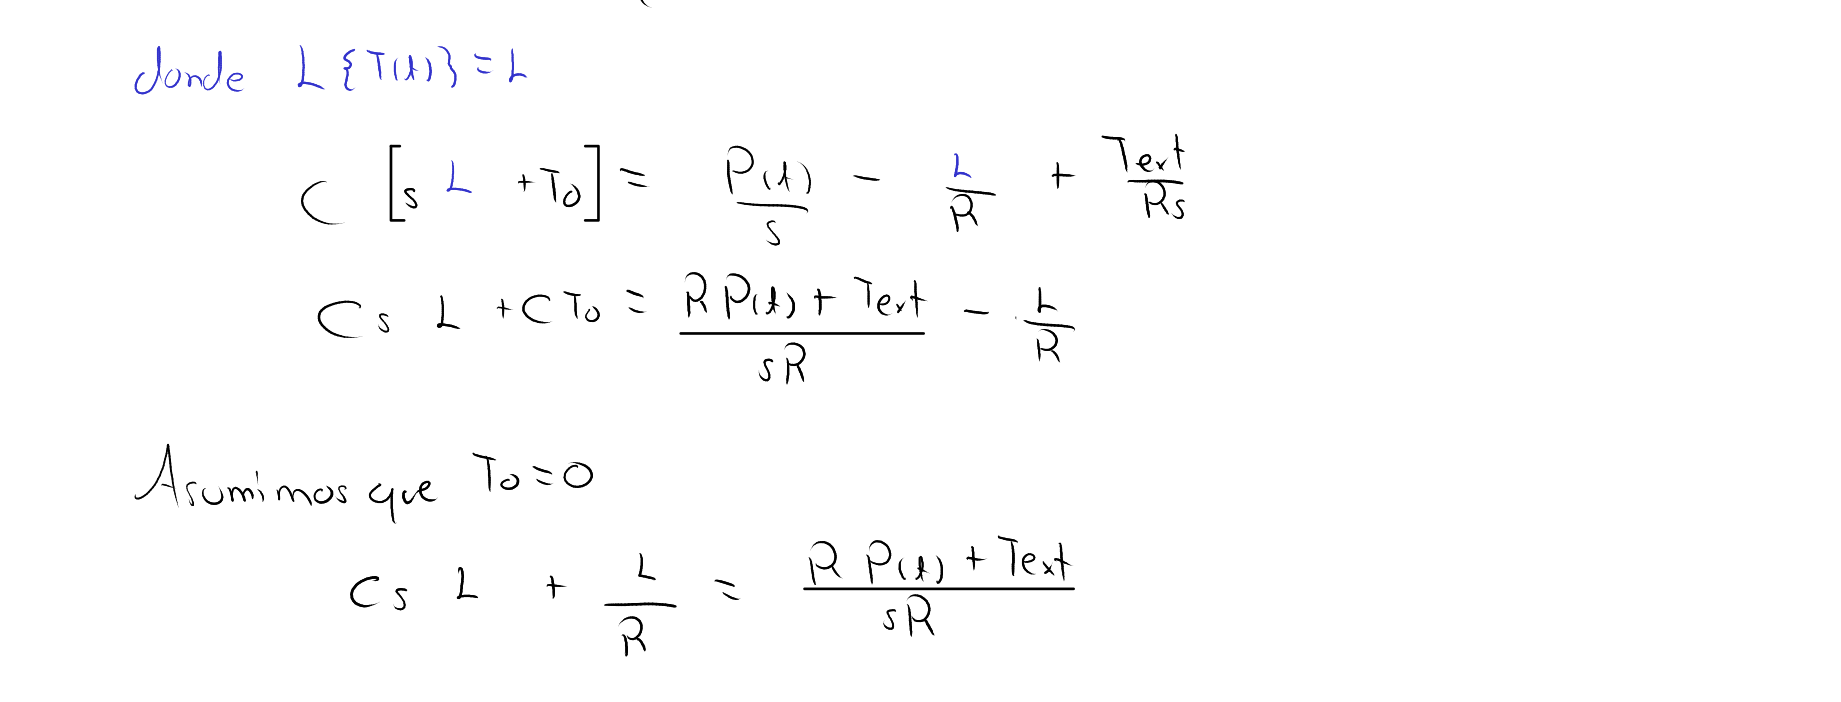 donde L {T(t)} = L
C [s L + To] = P(t)/s - L/R + Text/Rs
Cs L + C To = (R P(t) + Text)/sR - L/R
Asumimos que To = 0
Cs L + L/R = (R P(t) + Text)/sR